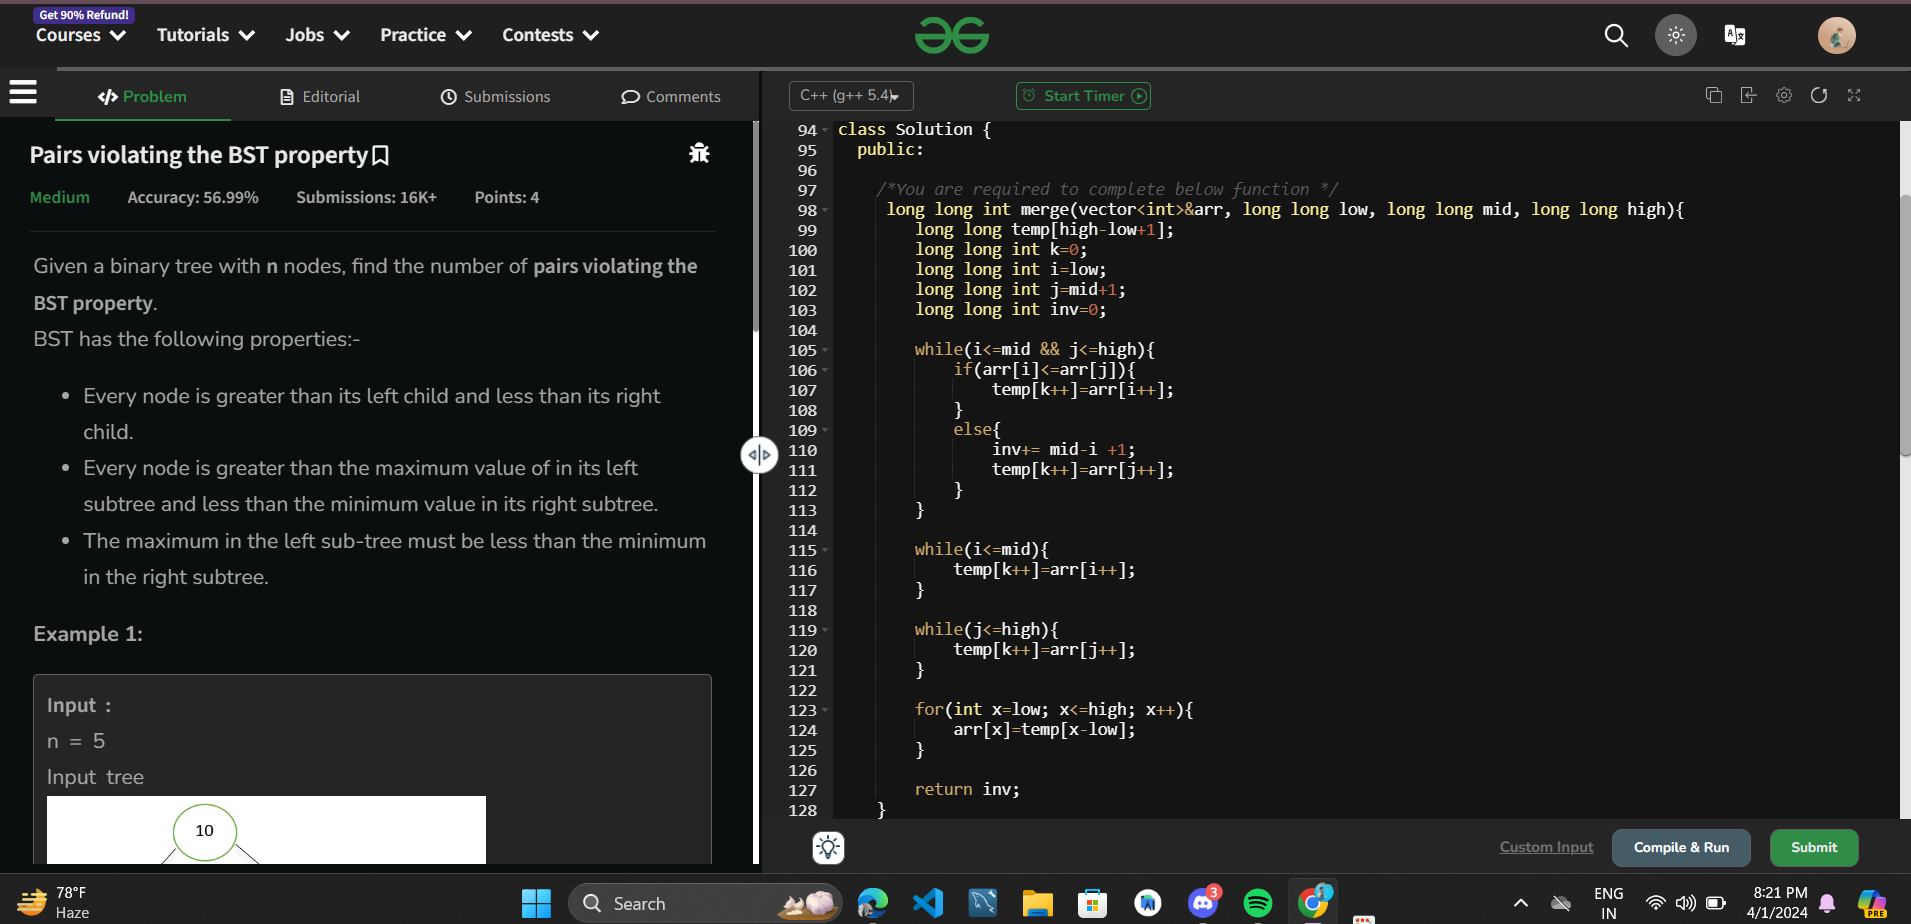 Get 90% Refund!
Courses Tutorials Jobs Practice Contests
Problem Editorial Submissions Comments
Pairs violating the BST property
Medium Accuracy: 56.99% Submissions: 16K+ Points: 4
Given a binary tree with n nodes, find the number of pairs violating the
BST property.
BST has the following properties:-
• Every node is greater than its left child and less than its right
child.
• Every node is greater than the maximum value of in its left
subtree and less than the minimum value in its right subtree.
• The maximum in the left sub-tree must be less than the minimum
in the right subtree.
Example 1:
Input :
n = 5
Input tree
10
C++ (g++ 5.4)
Start Timer
94 class Solution {
95   public:
96
97     /*You are required to complete below function */
98      long long int merge(vector<int>&arr, long long low, long long mid, long long high){
99         long long temp[high-low+1];
100         long long int k=0;
101         long long int i=low;
102         long long int j=mid+1;
103         long long int inv=0;
104
105         while(i<=mid && j<=high){
106             if(arr[i]<=arr[j]){
107                 temp[k++]=arr[i++];
108             }
109             else{
110                 inv+= mid-i +1;
111                 temp[k++]=arr[j++];
112             }
113         }
114
115         while(i<=mid){
116             temp[k++]=arr[i++];
117         }
118
119         while(j<=high){
120             temp[k++]=arr[j++];
121         }
122
123         for(int x=low; x<=high; x++){
124             arr[x]=temp[x-low];
125         }
126
127         return inv;
128     }
Custom Input Compile & Run Submit
78°F
Haze
Search
3
PRE
ENG
IN
8:21 PM
4/1/2024